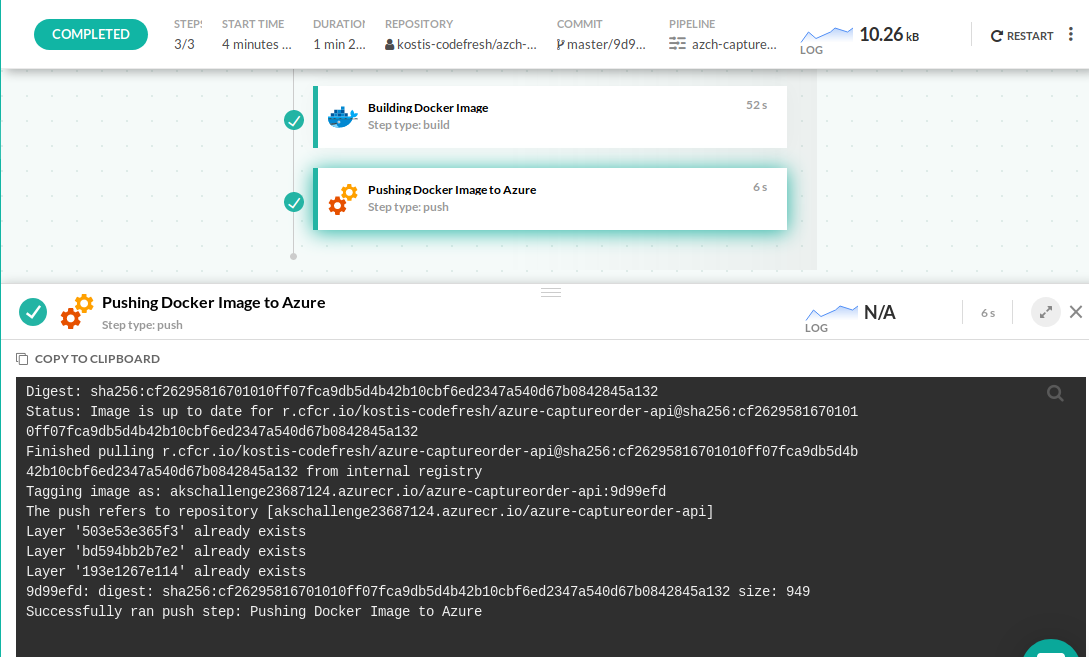 COMPLETED
STEPS START TIME DURATION REPOSITORY COMMIT PIPELINE
3/3 4 minutes ... 1 min 2... kostis-codefresh/azch-... master/9d9... azch-capture...
LOG 10.26 kB
RESTART
Building Docker Image 52 s
Step type: build
Pushing Docker Image to Azure 6 s
Step type: push
Pushing Docker Image to Azure
Step type: push
LOG N/A
6 s
COPY TO CLIPBOARD
Digest: sha256:cf26295816701010ff07fca9db5d4b42b10cbf6ed2347a540d67b0842845a132
Status: Image is up to date for r.cfcr.io/kostis-codefresh/azure-captureorder-api@sha256:cf2629581670101
0ff07fca9db5d4b42b10cbf6ed2347a540d67b0842845a132
Finished pulling r.cfcr.io/kostis-codefresh/azure-captureorder-api@sha256:cf26295816701010ff07fca9db5d4b
42b10cbf6ed2347a540d67b0842845a132 from internal registry
Tagging image as: akschallenge23687124.azurecr.io/azure-captureorder-api:9d99efd
The push refers to repository [akschallenge23687124.azurecr.io/azure-captureorder-api]
Layer '503e53e365f3' already exists
Layer 'bd594bb2b7e2' already exists
Layer '193e1267e114' already exists
9d99efd: digest: sha256:cf26295816701010ff07fca9db5d4b42b10cbf6ed2347a540d67b0842845a132 size: 949
Successfully ran push step: Pushing Docker Image to Azure